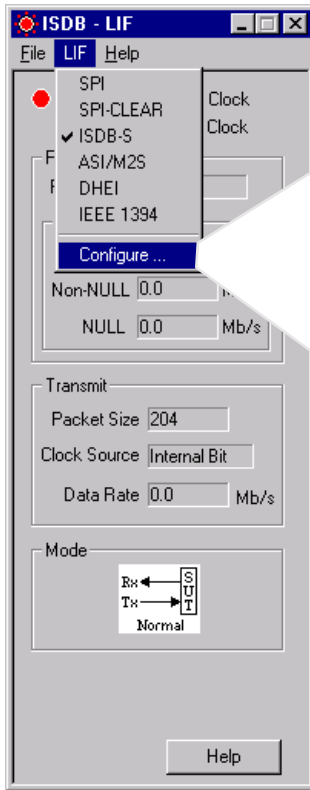 ISDB - LIF
File LIF Help
SPI
SPI-CLEAR
ISDB-S
ASI/M2S
DHEI
IEEE 1394
Configure ...
Clock
Clock
Non-NULL 0.0
NULL 0.0 Mb/s
Transmit
Packet Size 204
Clock Source Internal Bit
Data Rate 0.0 Mb/s
Mode
Rx SUT
Tx
Normal
Help